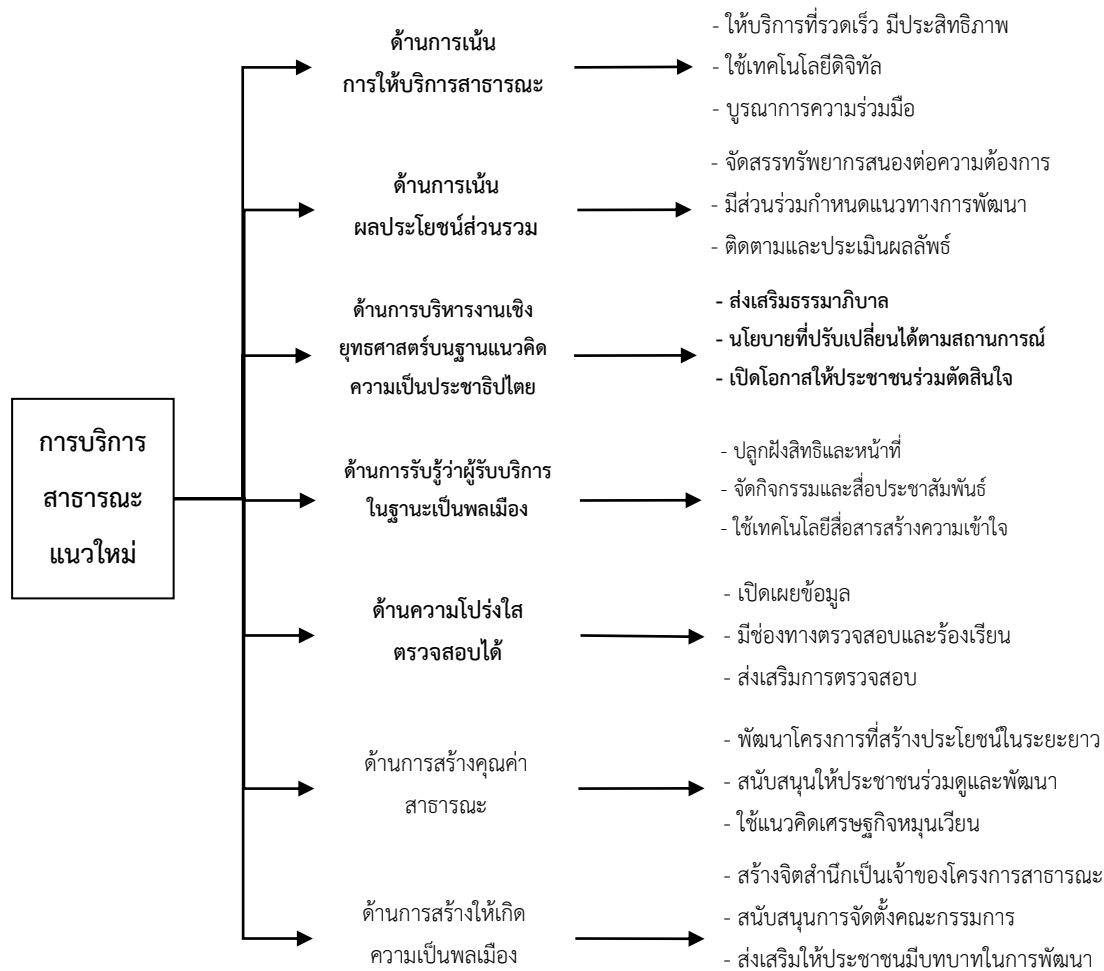 การบริการ
สาธารณะ
แนวใหม่
ด้านการเน้น
การให้บริการสาธารณะ
- ให้บริการที่รวดเร็ว มีประสิทธิภาพ
- ใช้เทคโนโลยีดิจิทัล
- บูรณาการความร่วมมือ
ด้านการเน้น
ผลประโยชน์ส่วนรวม
- จัดสรรทรัพยากรสนองต่อความต้องการ
- มีส่วนร่วมกำหนดแนวทางการพัฒนา
- ติดตามและประเมินผลลัพธ์
ด้านการบริหารงานเชิง
ยุทธศาสตร์บนฐานแนวคิด
ความเป็นประชาธิปไตย
- ส่งเสริมธรรมาภิบาล
- นโยบายที่ปรับเปลี่ยนได้ตามสถานการณ์
- เปิดโอกาสให้ประชาชนร่วมตัดสินใจ
ด้านการรับรู้ว่าผู้รับบริการ
ในฐานะเป็นพลเมือง
- ปลูกฝังสิทธิและหน้าที่
- จัดกิจกรรมและสื่อประชาสัมพันธ์
- ใช้เทคโนโลยีสื่อสารสร้างความเข้าใจ
ด้านความโปร่งใส
ตรวจสอบได้
- เปิดเผยข้อมูล
- มีช่องทางตรวจสอบและร้องเรียน
- ส่งเสริมการตรวจสอบ
ด้านการสร้างคุณค่า
สาธารณะ
- พัฒนาโครงการที่สร้างประโยชน์ในระยะยาว
- สนับสนุนให้ประชาชนร่วมดูและพัฒนา
- ใช้แนวคิดเศรษฐกิจหมุนเวียน
ด้านการสร้างให้เกิด
ความเป็นพลเมือง
- สร้างจิตสำนึกเป็นเจ้าของโครงการสาธารณะ
- สนับสนุนการจัดตั้งคณะกรรมการ
- ส่งเสริมให้ประชาชนมีบทบาทในการพัฒนา